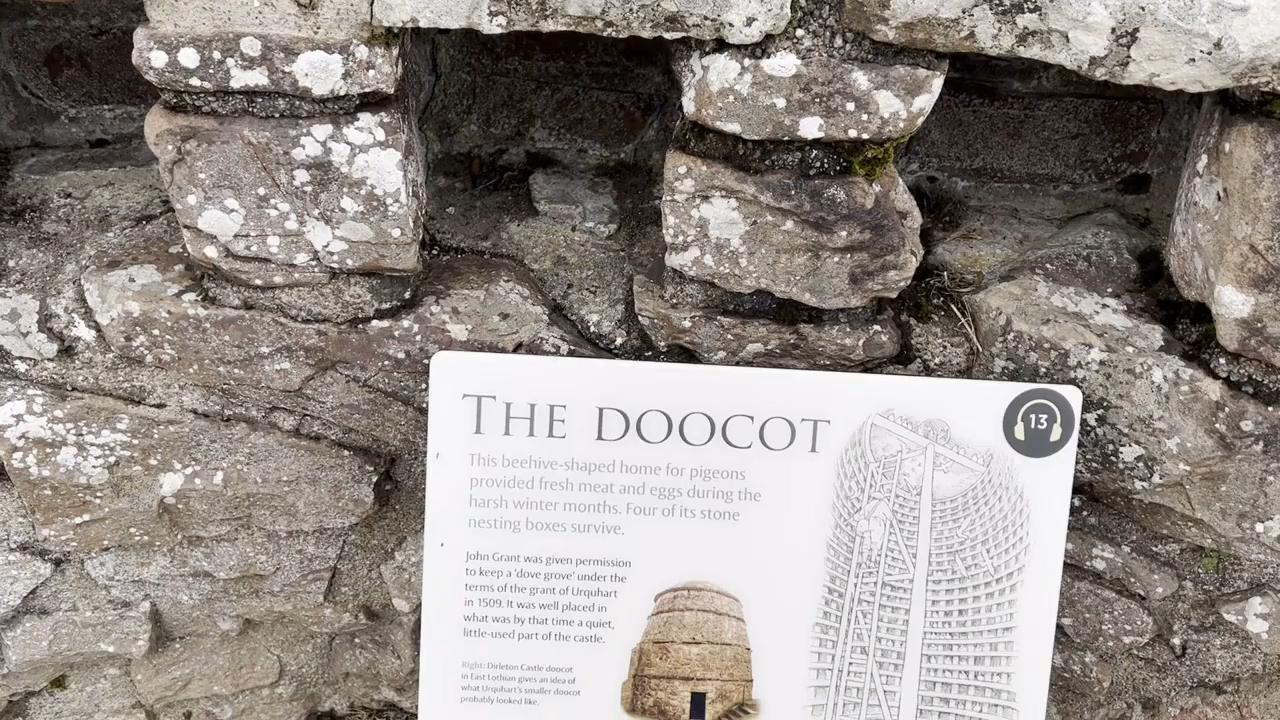 THE DOOCOT
13
This beehive-shaped home for pigeons
provided fresh meat and eggs during the
harsh winter months. Four of its stone
nesting boxes survive.
John Grant was given permission
to keep a ‘dove grove’ under the
terms of the grant of Urquhart
in 1509. It was well placed in
what was by that time a quiet,
little-used part of the castle.
Right: Dirleton Castle doocot
in East Lothian gives an idea of
what Urquhart’s smaller doocot
probably looked like.